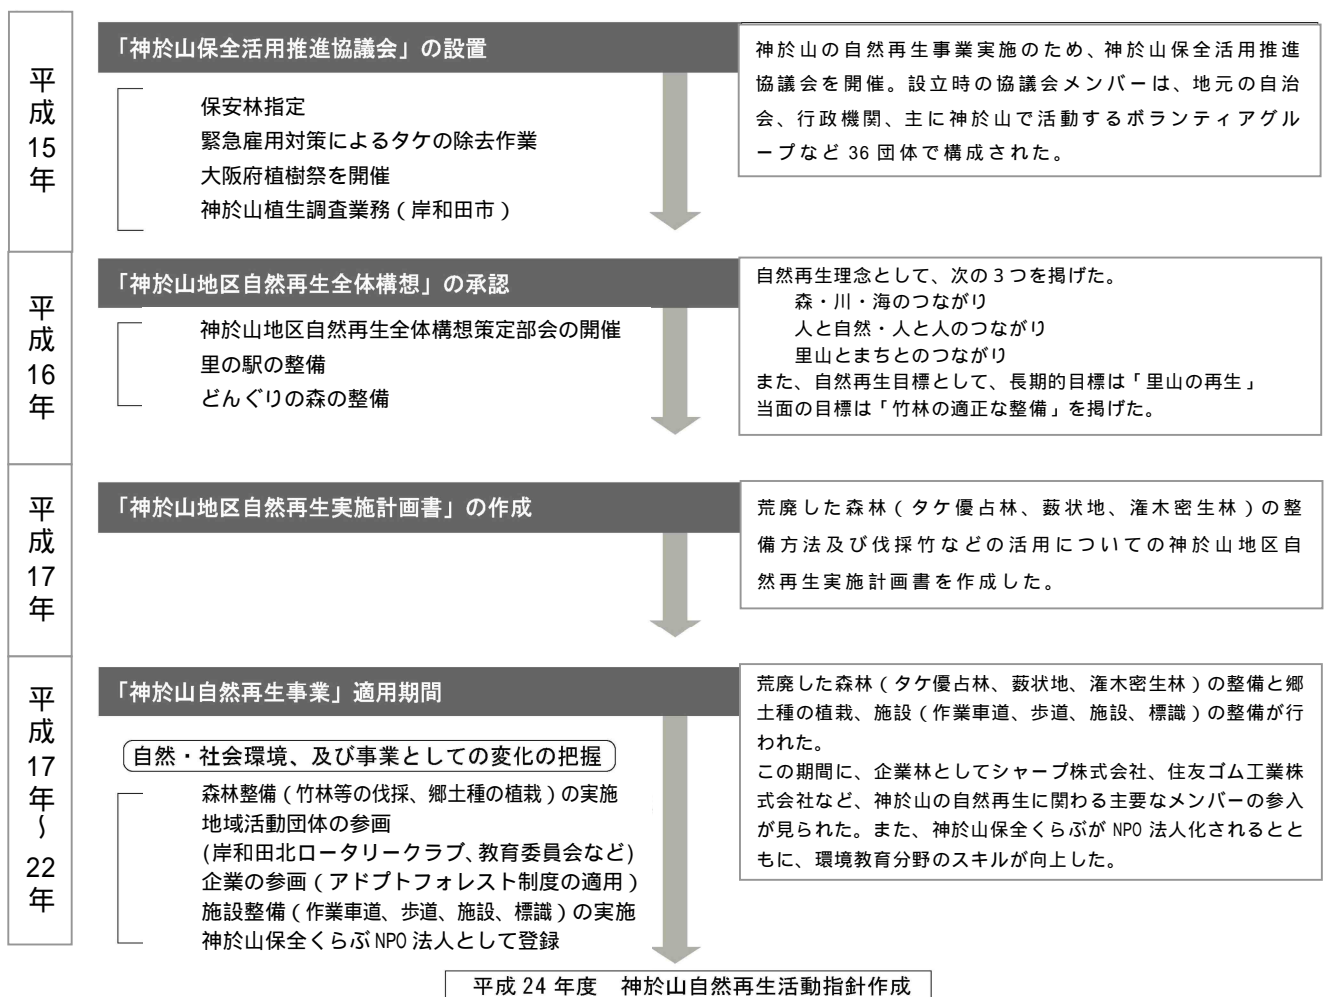 平成15年
「神於山保全活用推進協議会」の設置
保安林指定
緊急雇用対策によるタケの除去作業
大阪府植樹祭を開催
神於山植生調査業務（岸和田市）
神於山の自然再生事業実施のため、神於山保全活用推進
協議会を開催。設立時の協議会メンバーは、地元の自治
会、行政機関、主に神於山で活動するボランティアグル
ープなど 36 団体で構成された。
平成16年
「神於山地区自然再生全体構想」の承認
神於山地区自然再生全体構想策定部会の開催
里の駅の整備
どんぐりの森の整備
自然再生理念として、次の３つを掲げた。
森・川・海のつながり
人と自然・人と人のつながり
里山とまちとのつながり
また、自然再生目標として、長期的目標は「里山の再生」
当面の目標は「竹林の適正な整備」を掲げた。
平成17年
「神於山地区自然再生実施計画書」の作成
荒廃した森林（タケ優占林、薮状地、潅木密生林）の整
備方法及び伐採竹などの活用についての神於山地区自
然再生実施計画書を作成した。
平成17年～22年
「神於山自然再生事業」適用期間
自然・社会環境、及び事業としての変化の把握
森林整備（竹林等の伐採、郷土種の植栽）の実施
地域活動団体の参画
(岸和田北ロータリークラブ、教育委員会など)
企業の参画（アドプトフォレスト制度の適用）
施設整備（作業車道、歩道、施設、標識）の実施
神於山保全くらぶ NPO 法人として登録
荒廃した森林（タケ優占林、薮状地、潅木密生林）の整備と郷
土種の植栽、施設（作業車道、歩道、施設、標識）の整備が行
われた。
この期間に、企業林としてシャープ株式会社、住友ゴム工業株
式会社など、神於山の自然再生に関わる主要なメンバーの参入
が見られた。また、神於山保全くらぶが NPO 法人化されるとと
もに、環境教育分野のスキルが向上した。
平成 24 年度　神於山自然再生活動指針作成